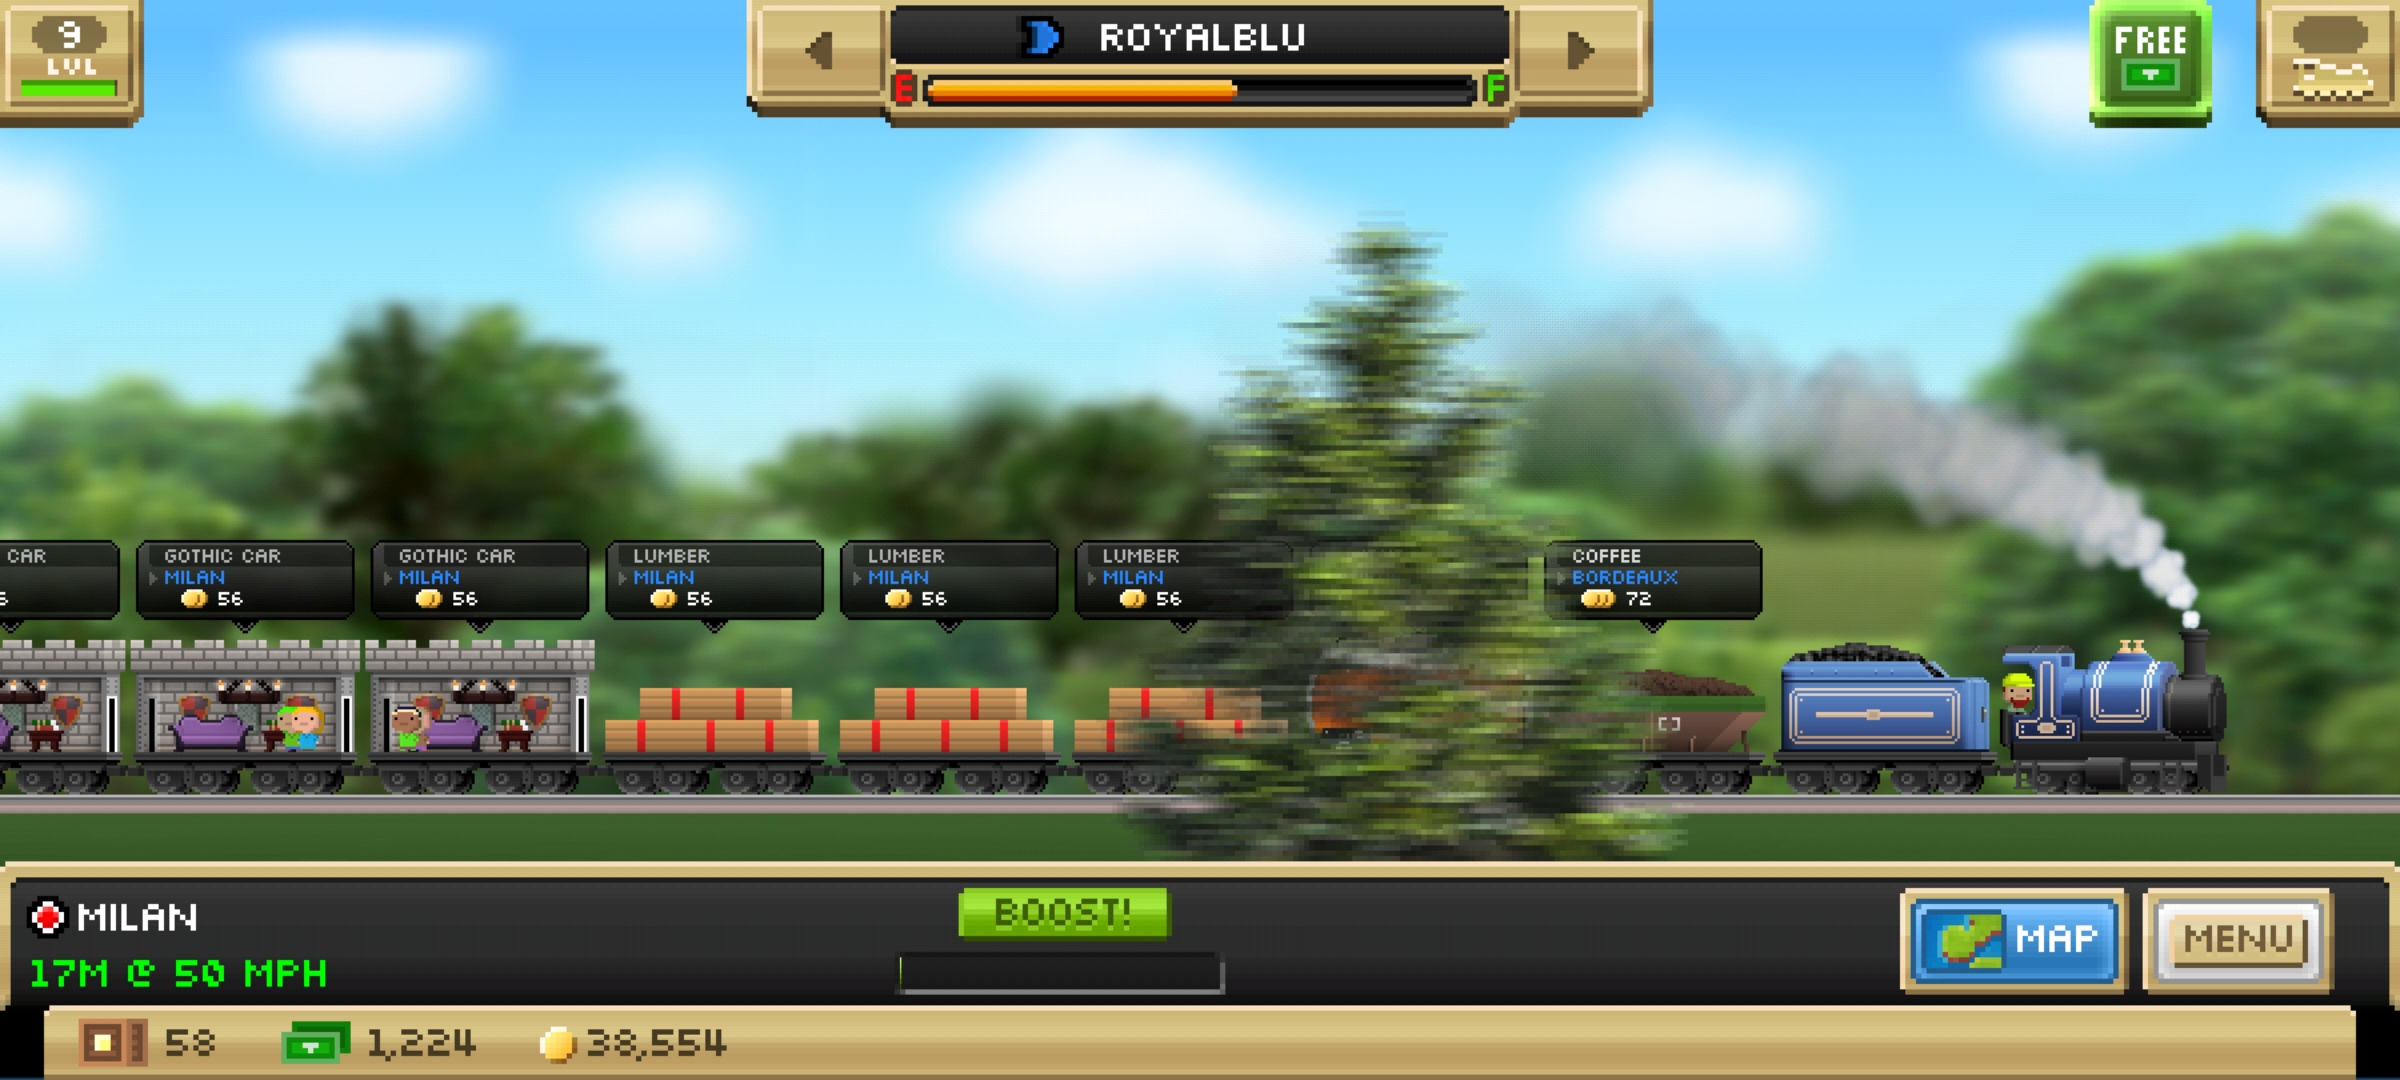 9
LVL
ROYALBLU
E F
FREE
CAR
GOTHIC CAR
MILAN
56
GOTHIC CAR
MILAN
56
LUMBER
MILAN
56
LUMBER
MILAN
56
LUMBER
MILAN
56
COFFEE
BORDEAUX
72
MILAN
17M @ 50 MPH
BOOST!
MAP
MENU
58
1,224
38,554